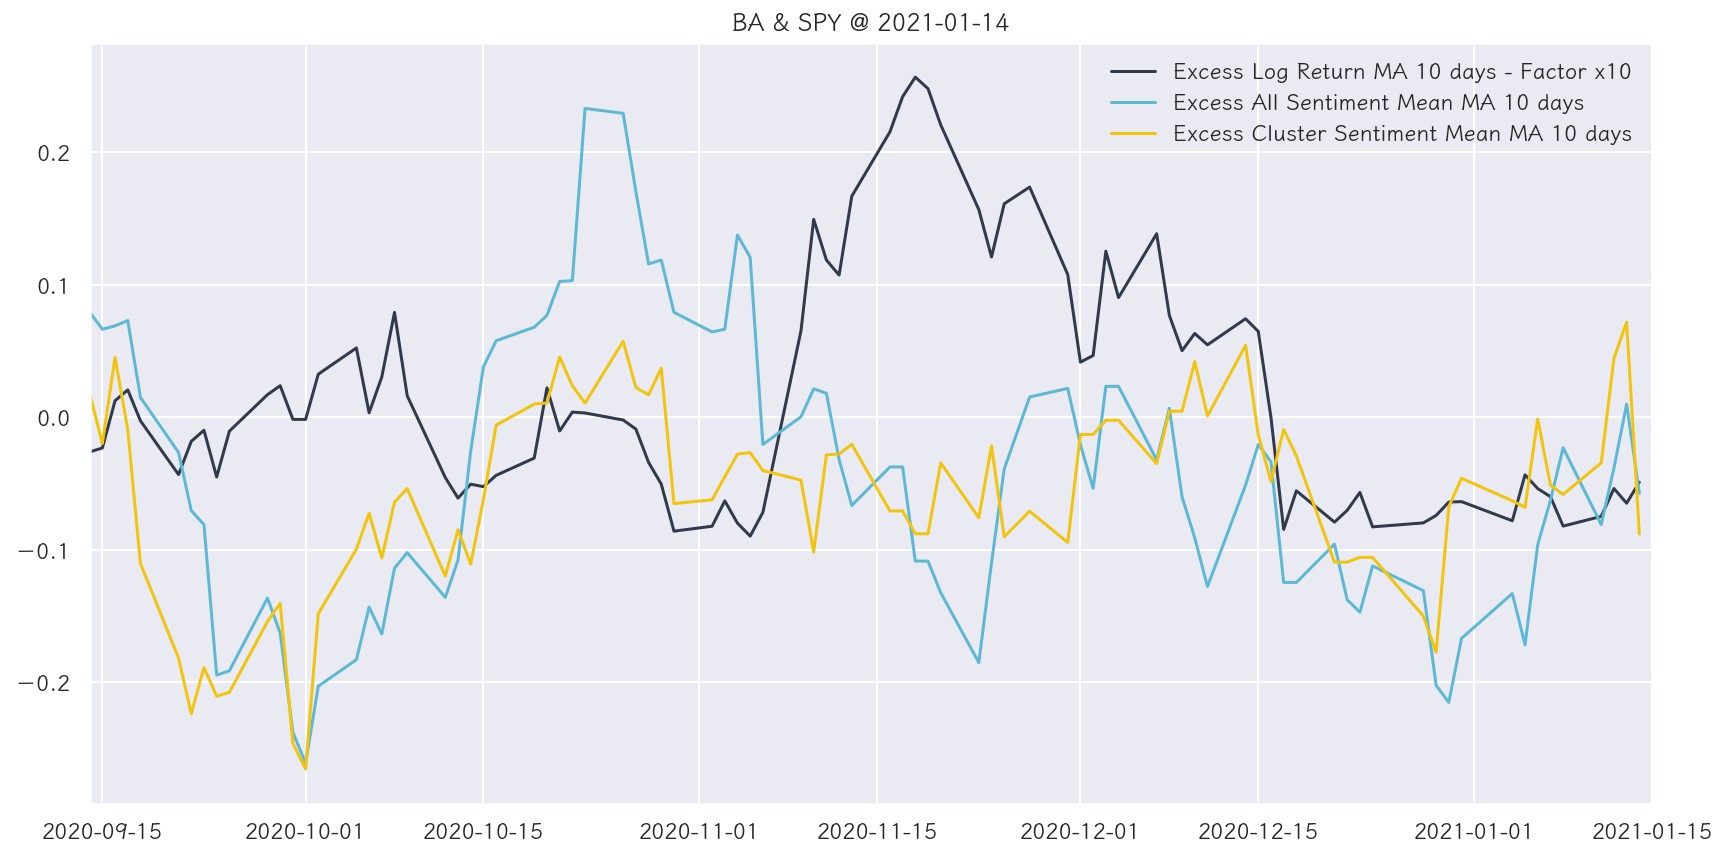 BA & SPY @ 2021-01-14
Excess Log Return MA 10 days - Factor x10
Excess All Sentiment Mean MA 10 days
Excess Cluster Sentiment Mean MA 10 days
0.2
0.1
0.0
−0.1
−0.2
2020-09-15 2020-10-01 2020-10-15 2020-11-01 2020-11-15 2020-12-01 2020-12-15 2021-01-01 2021-01-15